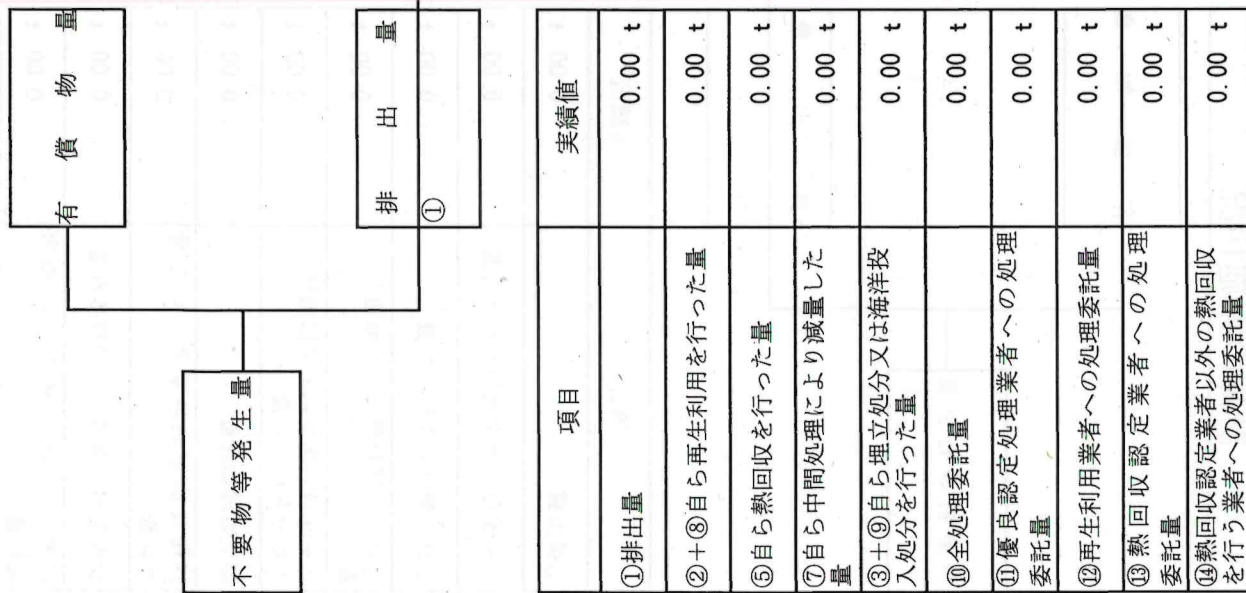 有償物量
不要物等発生量
排出量
①
項目 実績値
①排出量 0.00 t
②+⑧自ら再生利用を行った量 0.00 t
⑤自ら熱回収を行った量 0.00 t
⑦自ら中間処理により減量した
量 0.00 t
③+⑨自ら埋立処分又は海洋投
入処分を行った量 0.00 t
⑩全処理委託量 0.00 t
⑪優良認定処理業者への処理
委託量 0.00 t
⑫再生利用業者への処理委託量 0.00 t
⑬熱回収認定業者への処理
委託量 0.00 t
⑭熱回収認定業者以外の熱回収
を行う業者への処理委託量 0.00 t